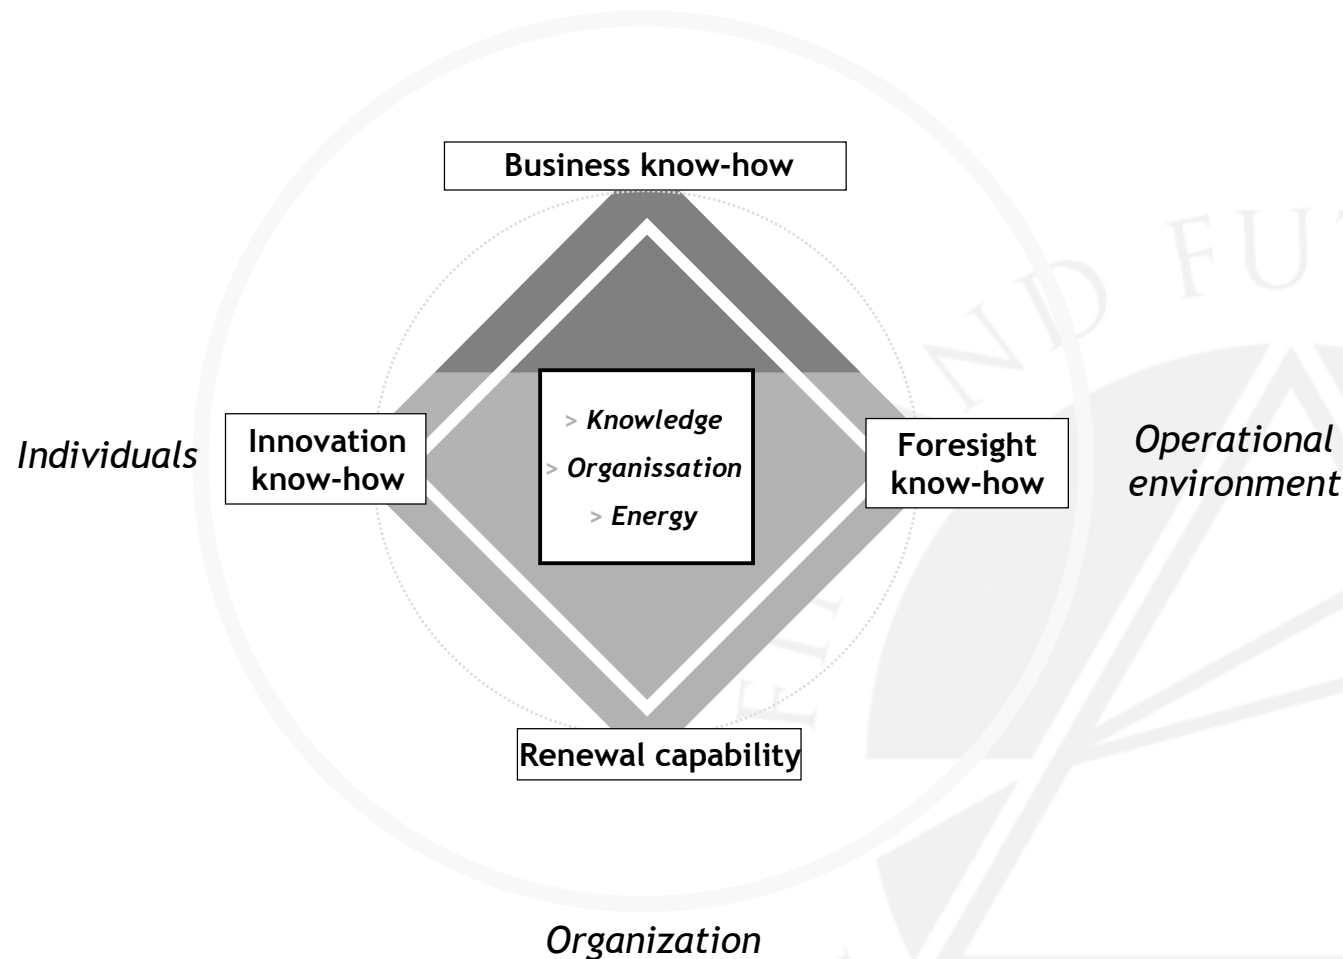 Business know-how
Individuals
Innovation
know-how
> Knowledge
> Organissation
> Energy
Foresight
know-how
Operational
environment
Renewal capability
Organization